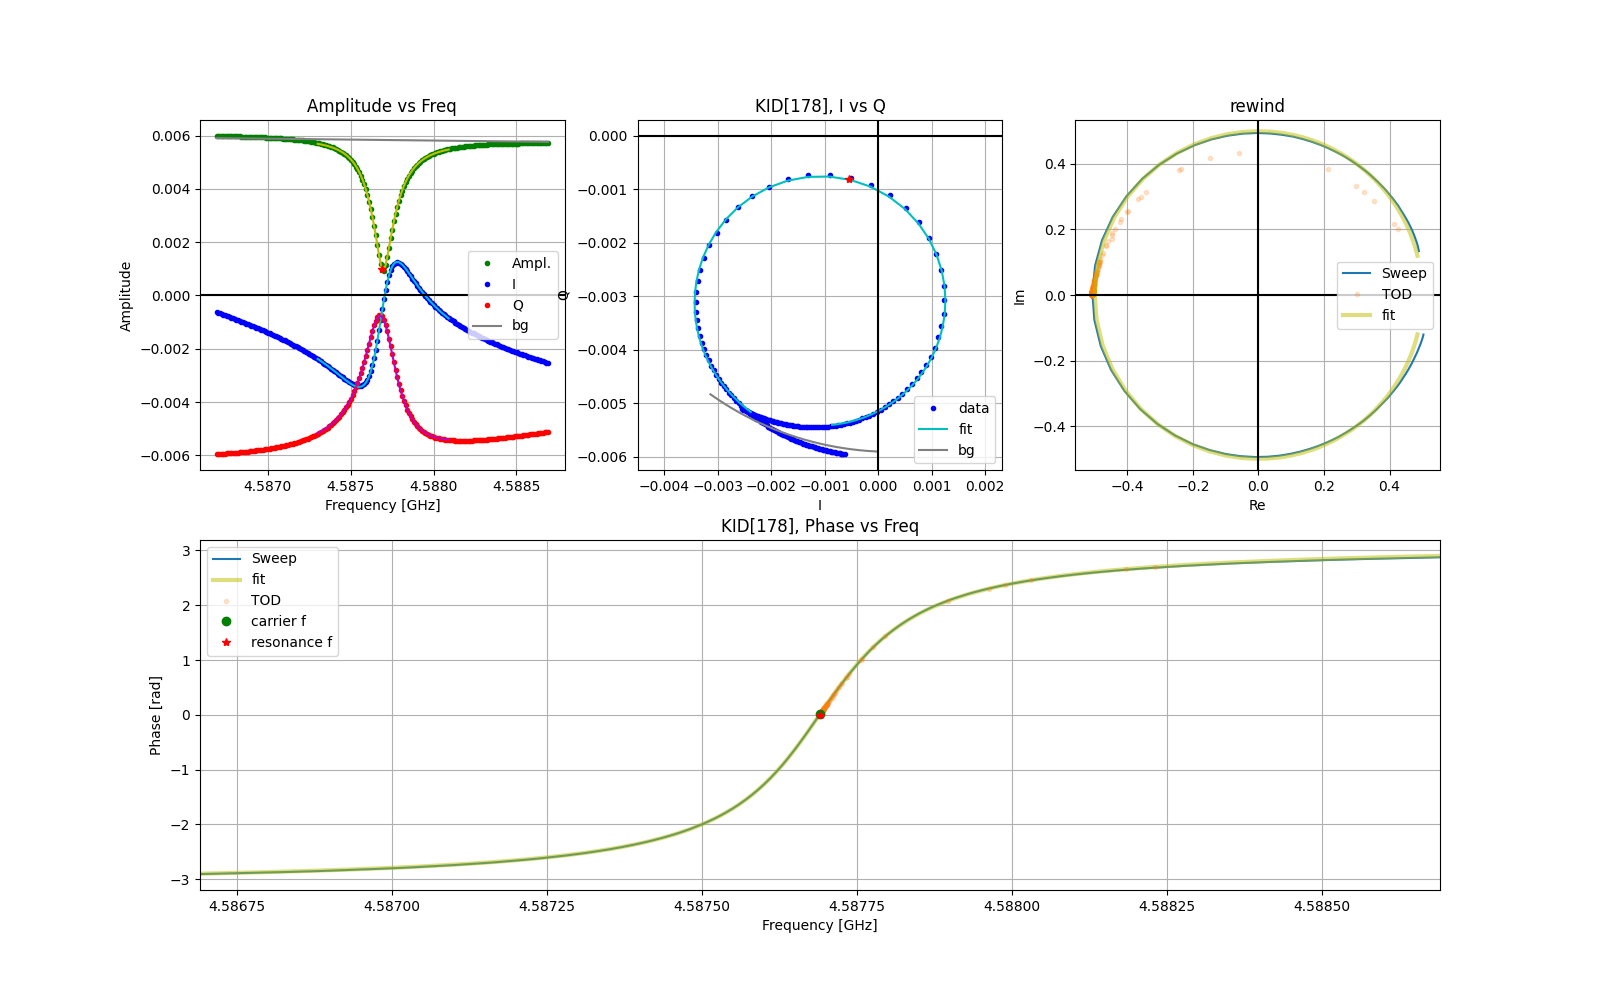 Amplitude vs Freq
Amplitude
0.006
0.004
0.002
0.000
−0.002
−0.004
−0.006
4.5870
4.5875
4.5880
4.5885
Frequency [GHz]
Ampl.
I
Q
bg
KID[178], I vs Q
Q
0.000
−0.001
−0.002
−0.003
−0.004
−0.005
−0.006
−0.004
−0.003
−0.002
−0.001
0.000
0.001
0.002
I
data
fit
bg
rewind
Im
0.4
0.2
0.0
−0.2
−0.4
−0.4
−0.2
0.0
0.2
0.4
Re
Sweep
TOD
fit
KID[178], Phase vs Freq
Phase [rad]
3
2
1
0
−1
−2
−3
4.58675
4.58700
4.58725
4.58750
4.58775
4.58800
4.58825
4.58850
Frequency [GHz]
Sweep
fit
TOD
carrier f
resonance f